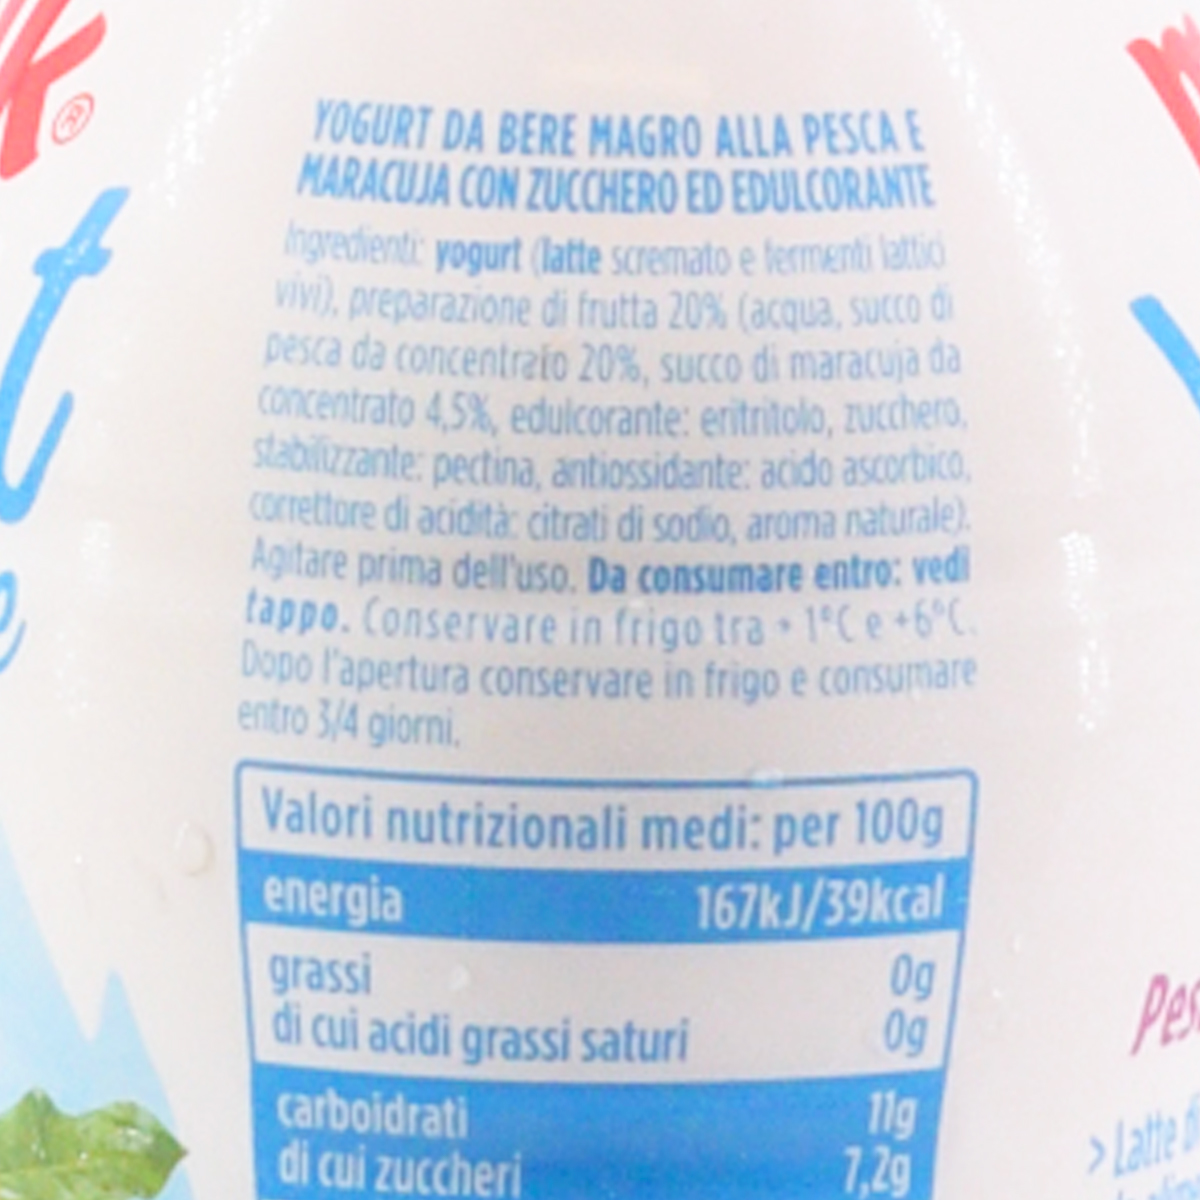 YOGURT DA BERE MAGRO ALLA PESCA E
MARACUJA CON ZUCCHERO ED EDULCORANTE
Ingredienti: yogurt (latte scremato e fermenti lattici
vivi), preparazione di frutta 20% (acqua, succo di
pesca da concentrato 20%, succo di maracuja da
concentrato 4,5%, edulcorante: eritritolo, zucchero,
stabilizzante: pectina, antiossidante: acido ascorbico,
correttore di acidità: citrati di sodio, aroma naturale).
Agitare prima dell'uso. Da consumare entro: vedi
tappo. Conservare in frigo tra + 1°C e +6°C.
Dopo l'apertura conservare in frigo e consumare
entro 3/4 giorni.
Valori nutrizionali medi: per 100g
energia 167kJ/39kcal
grassi 0g
di cui acidi grassi saturi 0g
carboidrati 11g
di cui zuccheri 7,2g
> Latte